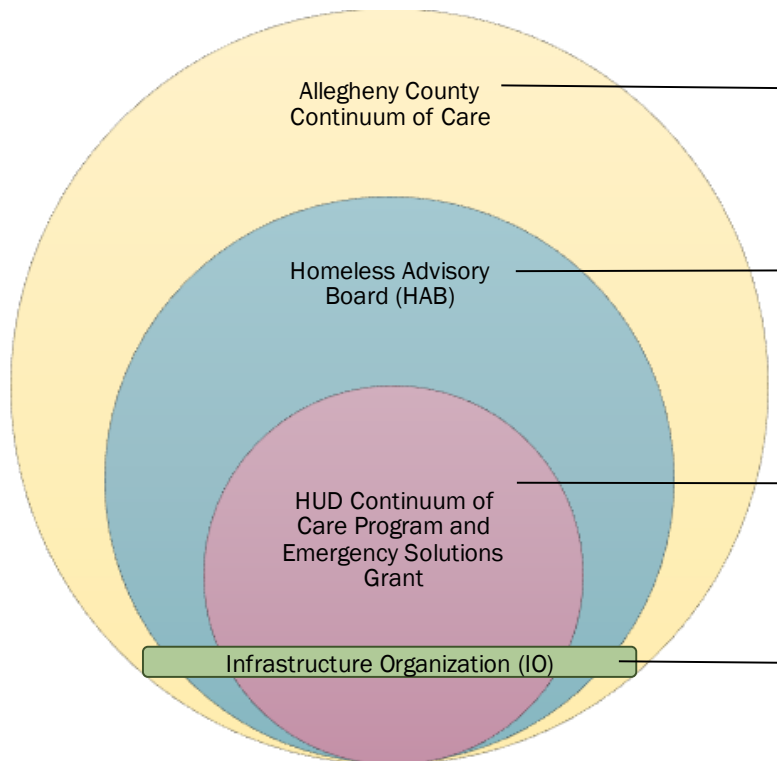 Allegheny County
Continuum of Care
Homeless Advisory
Board (HAB)
HUD Continuum of
Care Program and
Emergency Solutions
Grant
Infrastructure Organization (IO)